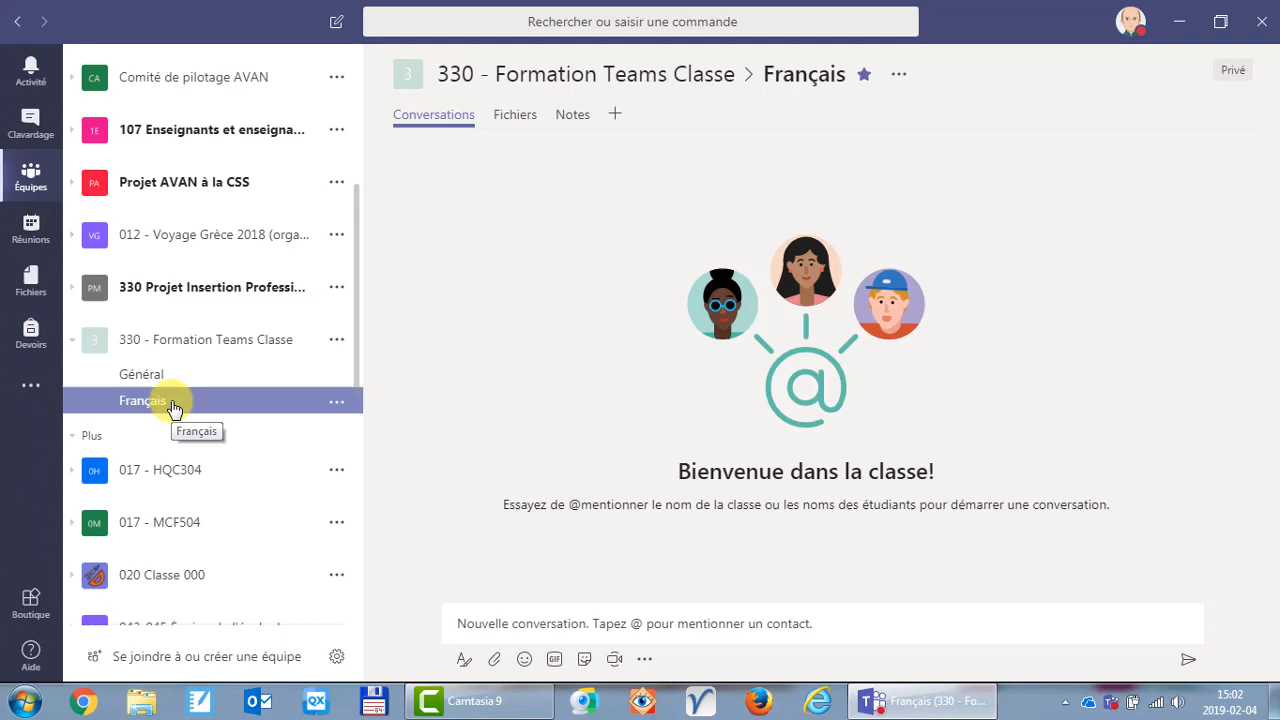 Rechercher ou saisir une commande
Activité
Clavardage
Équipes
Réunions
Fichiers
Devoirs
Boutique
Aide
CA Comité de pilotage AVAN
1E 107 Enseignants et enseigna...
PA Projet AVAN à la CSS
VG 012 - Voyage Grèce 2018 (orga...
PM 330 Projet Insertion Professi...
3 330 - Formation Teams Classe
Général
Français
Français
Plus
0H 017 - HQC304
0M 017 - MCF504
020 Classe 000
Se joindre à ou créer une équipe
3 330 - Formation Teams Classe > Français
Privé
Conversations Fichiers Notes
@
Bienvenue dans la classe!
Essayez de @mentionner le nom de la classe ou les noms des étudiants pour démarrer une conversation.
Nouvelle conversation. Tapez @ pour mentionner un contact.
GIF
Camtasia 9
Français (330 - Fo...
15:02
2019-02-04